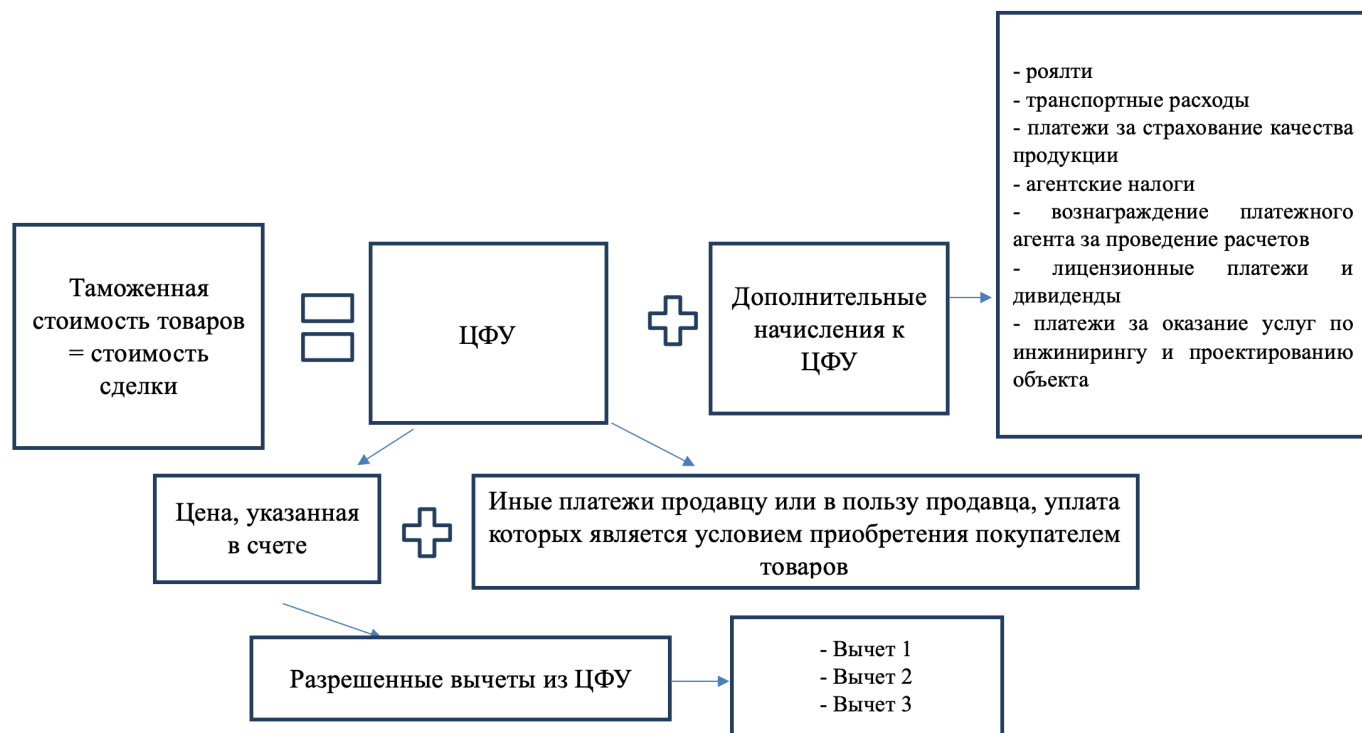 - роялти
- транспортные расходы
- платежи за страхование качества
продукции
- агентские налоги
- вознаграждение платежного
агента за проведение расчетов
- лицензионные платежи и
дивиденды
- платежи за оказание услуг по
инжинирингу и проектированию
объекта
Таможенная
стоимость товаров
= стоимость
сделки
ЦФУ
Дополнительные
начисления к
ЦФУ
Цена, указанная
в счете
Иные платежи продавцу или в пользу продавца, уплата
которых является условием приобретения покупателем
товаров
Разрешенные вычеты из ЦФУ
- Вычет 1
- Вычет 2
- Вычет 3